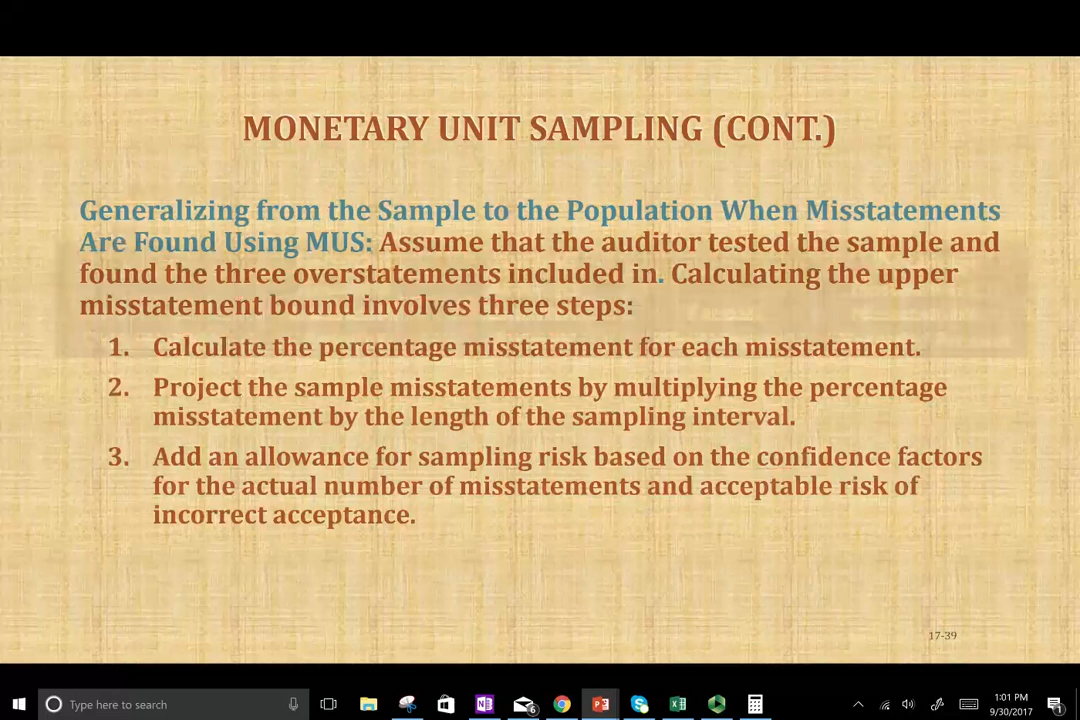 MONETARY UNIT SAMPLING (CONT.)
Generalizing from the Sample to the Population When Misstatements
Are Found Using MUS: Assume that the auditor tested the sample and
found the three overstatements included in. Calculating the upper
misstatement bound involves three steps:
1. Calculate the percentage misstatement for each misstatement.
2. Project the sample misstatements by multiplying the percentage
misstatement by the length of the sampling interval.
3. Add an allowance for sampling risk based on the confidence factors
for the actual number of misstatements and acceptable risk of
incorrect acceptance.
17-39
Type here to search
6
1:01 PM
9/30/2017
1